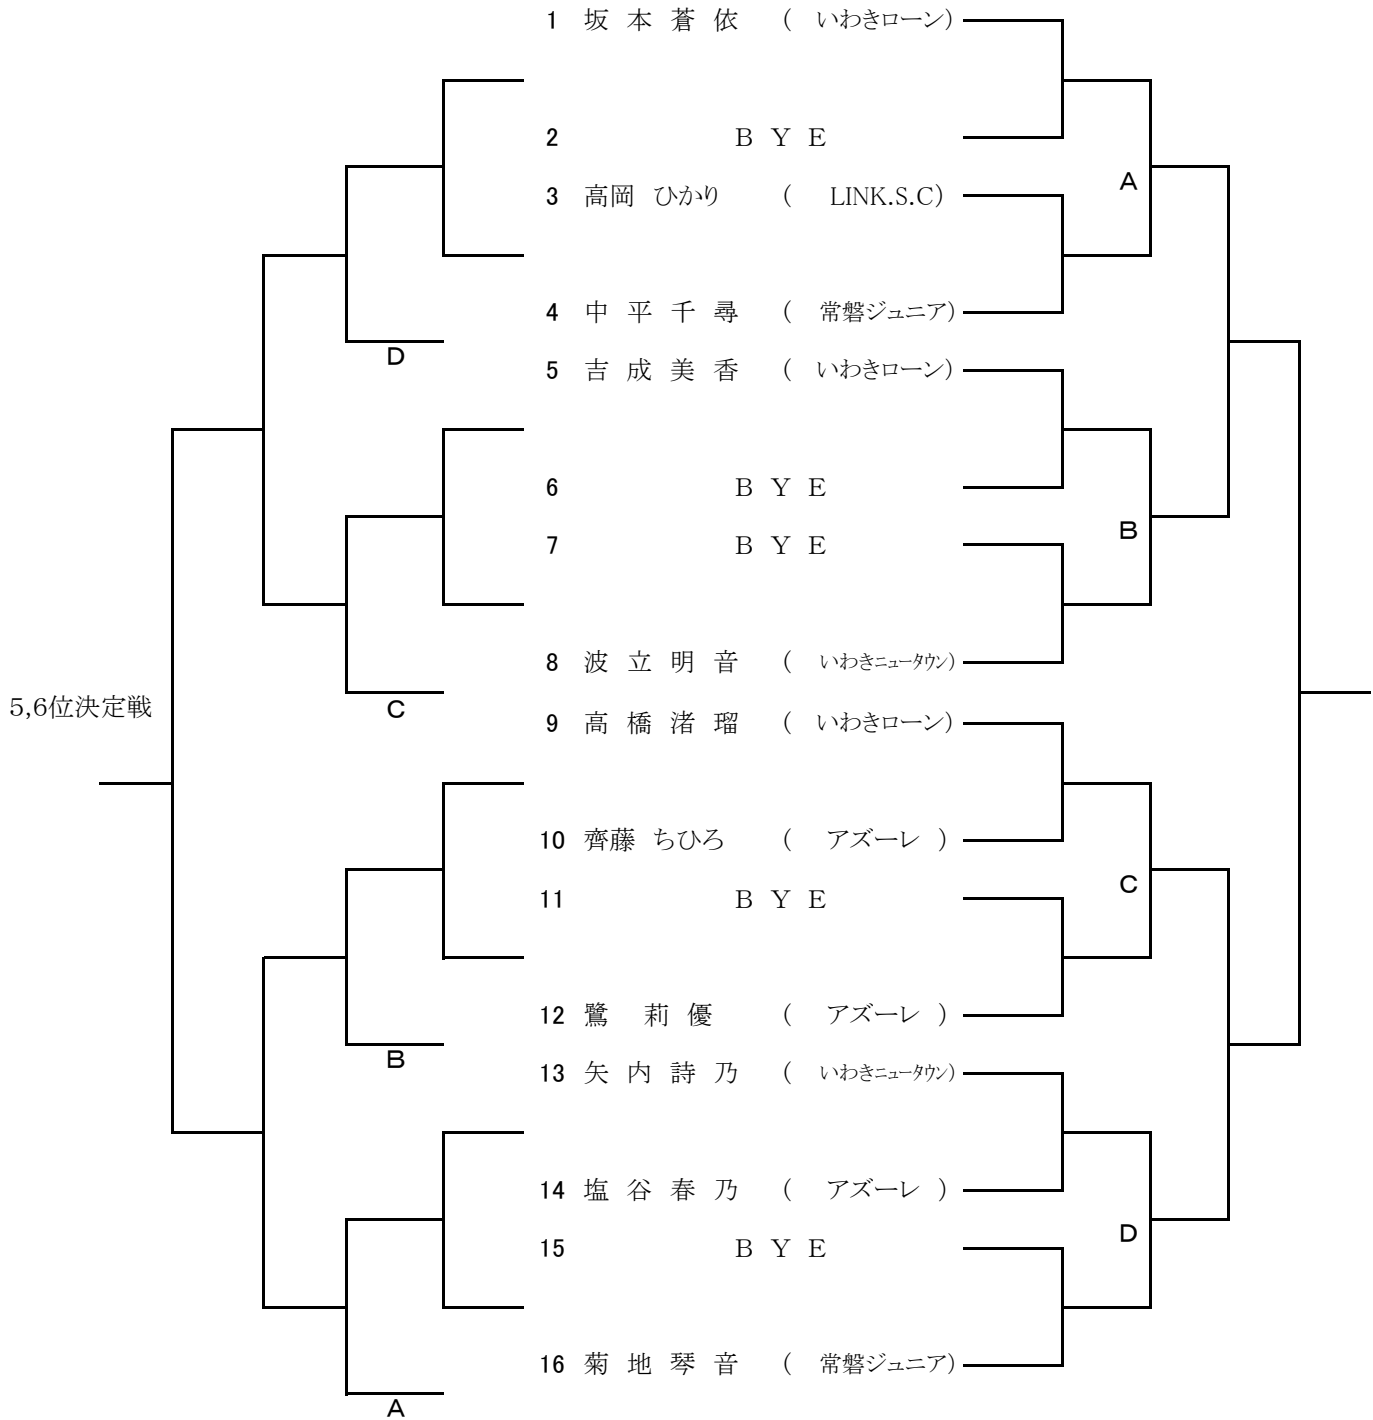 1 坂本蒼依 ( いわきローン)
2 BYE
A
3 高岡 ひかり ( LINK.S.C)
4 中平千尋 ( 常磐ジュニア)
D
5 吉成美香 ( いわきローン)
6 BYE
B
7 BYE
8 波立明音 ( いわきニュータウン)
5,6位決定戦
C
9 高橋渚瑠 ( いわきローン)
10 齊藤 ちひろ ( アズーレ )
C
11 BYE
12 鷺 莉優 ( アズーレ )
B
13 矢内詩乃 ( いわきニュータウン)
14 塩谷春乃 ( アズーレ )
D
15 BYE
16 菊地琴音 ( 常磐ジュニア)
A